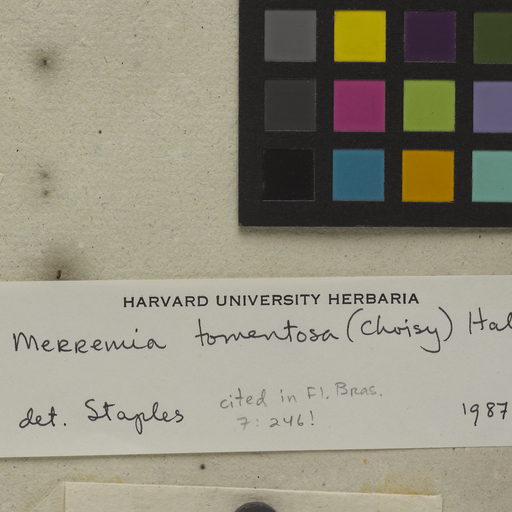 HARVARD UNIVERSITY HERBARIA
Merremia tomentosa (Choisy) Hal
det. Staples
cited in Fl. Bras.
7: 246!
1987